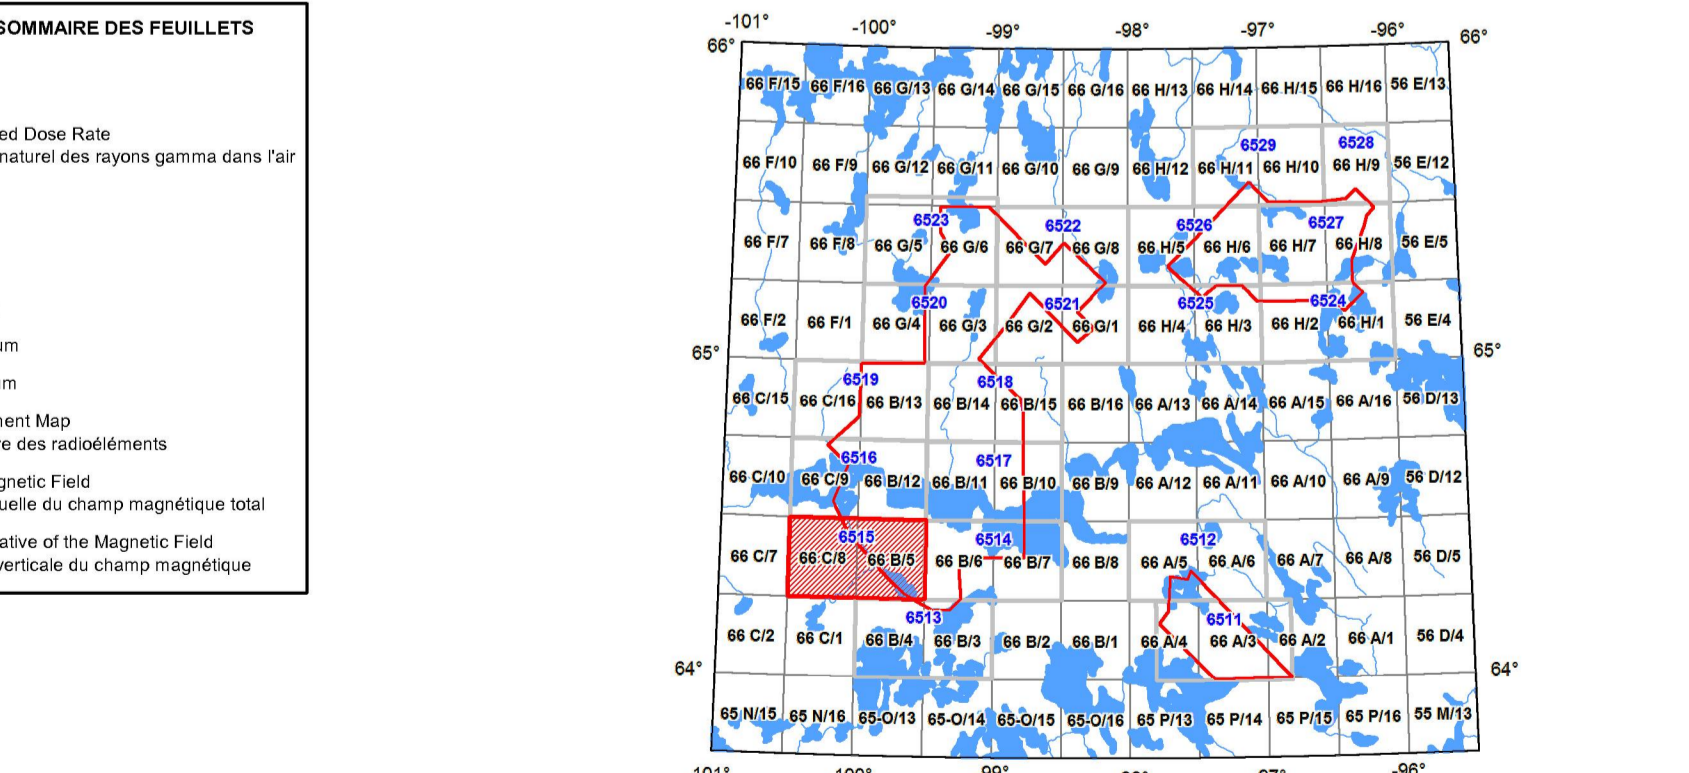 SOMMAIRE DES FEUILLETS
ed Dose Rate
naturel des rayons gamma dans l'air
um
um
nent Map
re des radioéléments
gnetic Field
uelle du champ magnétique total
ative of the Magnetic Field
verticale du champ magnétique
-101° -100° -99° -98° -97° -96°
66° 66°
66 F/15 66 F/16 66 G/13 66 G/14 66 G/15 66 G/16 66 H/13 66 H/14 66 H/15 66 H/16 56 E/13
6529 6528
66 F/10 66 F/9 66 G/12 66 G/11 66 G/10 66 G/9 66 H/12 66 H/11 66 H/10 66 H/9 56 E/12
6523 6522 6526 6527
66 F/7 66 F/8 66 G/5 66 G/6 66 G/7 66 G/8 66 H/5 66 H/6 66 H/7 66 H/8 56 E/5
6520 6521 6525 6524
66 F/2 66 F/1 66 G/4 66 G/3 66 G/2 66 G/1 66 H/4 66 H/3 66 H/2 66 H/1 56 E/4
65° 65°
6519 6518
66 C/15 66 C/16 66 B/13 66 B/14 66 B/15 66 B/16 66 A/13 66 A/14 66 A/15 66 A/16 56 D/13
6516 6517
66 C/10 66 C/9 66 B/12 66 B/11 66 B/10 66 B/9 66 A/12 66 A/11 66 A/10 66 A/9 56 D/12
6515 6514 6512
66 C/7 66 C/8 66 B/5 66 B/6 66 B/7 66 B/8 66 A/5 66 A/6 66 A/7 66 A/8 56 D/5
6513 6511
66 C/2 66 C/1 66 B/4 66 B/3 66 B/2 66 B/1 66 A/4 66 A/3 66 A/2 66 A/1 56 D/4
64° 64°
65 N/15 65 N/16 65-O/13 65-O/14 65-O/15 65-O/16 65 P/13 65 P/14 65 P/15 65 P/16 55 M/13
-101° -100° -99° -97° -96°